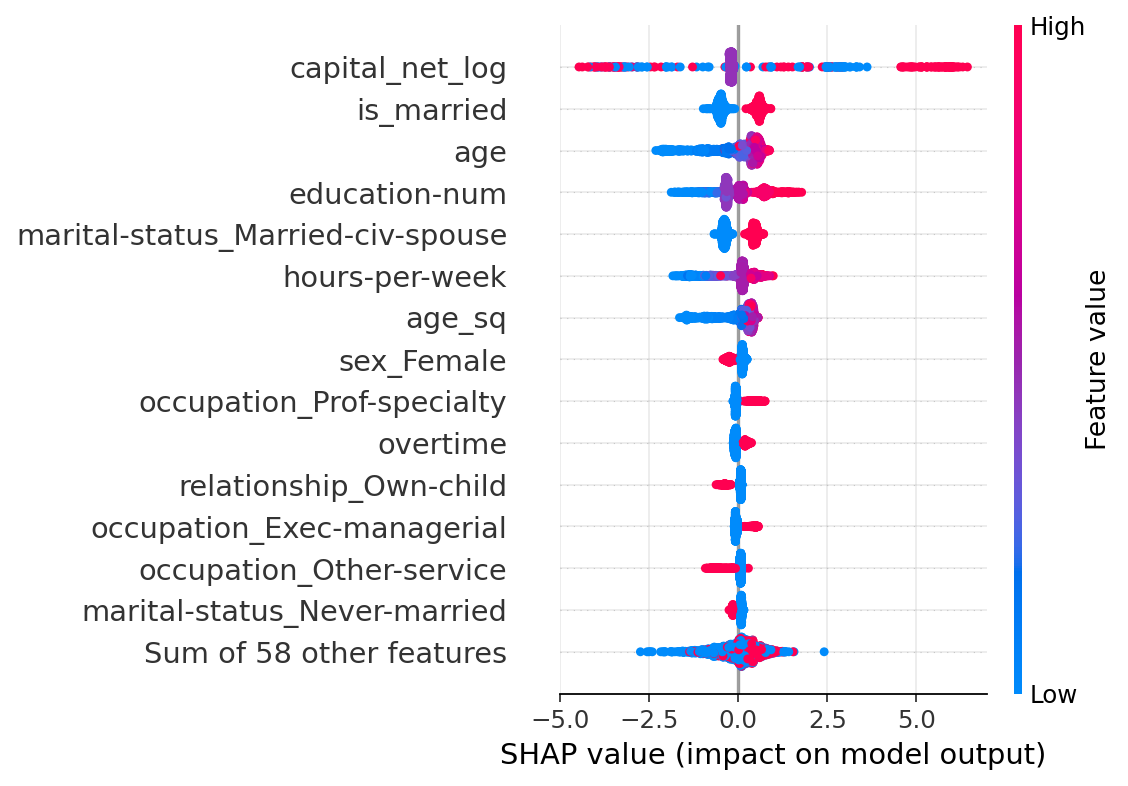 High
capital_net_log
is_married
age
education-num
marital-status_Married-civ-spouse
hours-per-week
age_sq
sex_Female
occupation_Prof-specialty
overtime
relationship_Own-child
occupation_Exec-managerial
occupation_Other-service
marital-status_Never-married
Sum of 58 other features
Feature value
Low
−5.0 −2.5 0.0 2.5 5.0
SHAP value (impact on model output)